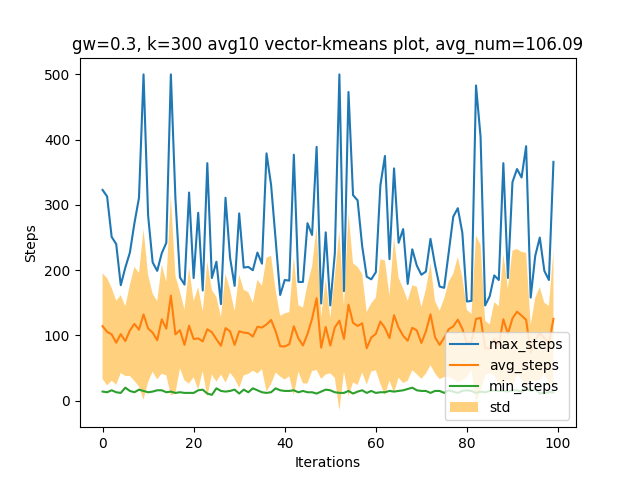 gw=0.3, k=300 avg10 vector-kmeans plot, avg_num=106.09
500
400
300
200
100
0
Steps
0 20 40 60 80 100
Iterations
max_steps
avg_steps
min_steps
std